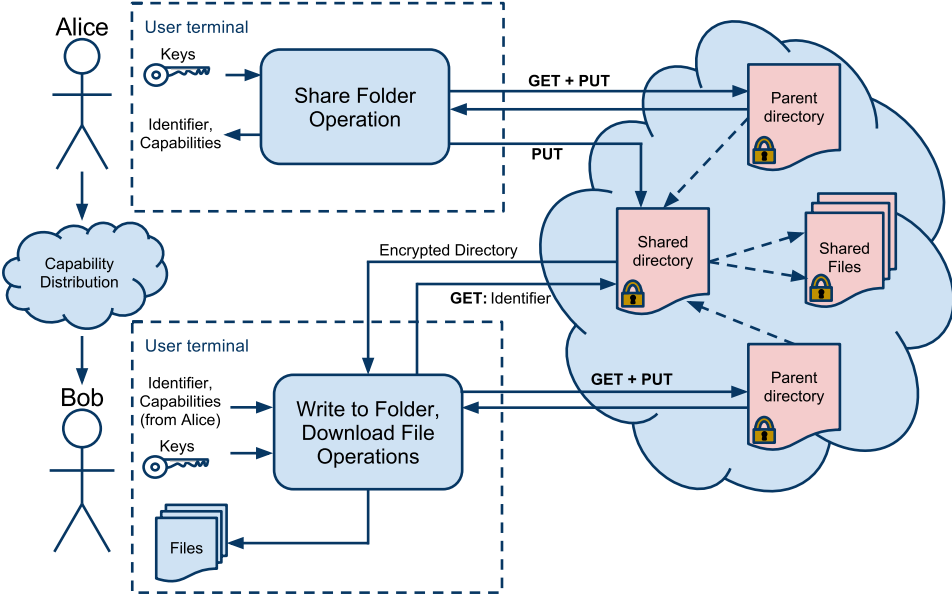 Alice
User terminal
Keys
Share Folder
Operation
Identifier,
Capabilities
GET + PUT
PUT
Parent
directory
Shared
directory
Shared
Files
Capability
Distribution
Encrypted Directory
GET: Identifier
Bob
User terminal
Identifier,
Capabilities
(from Alice)
Keys
Write to Folder,
Download File
Operations
GET + PUT
Parent
directory
Files